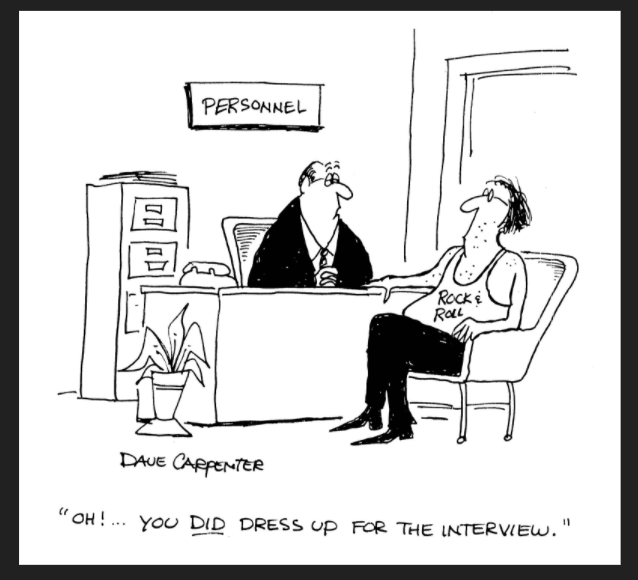 PERSONNEL
ROCK &
ROLL
DAVE CARPENTER
"OH!... YOU DID DRESS UP FOR THE INTERVIEW."